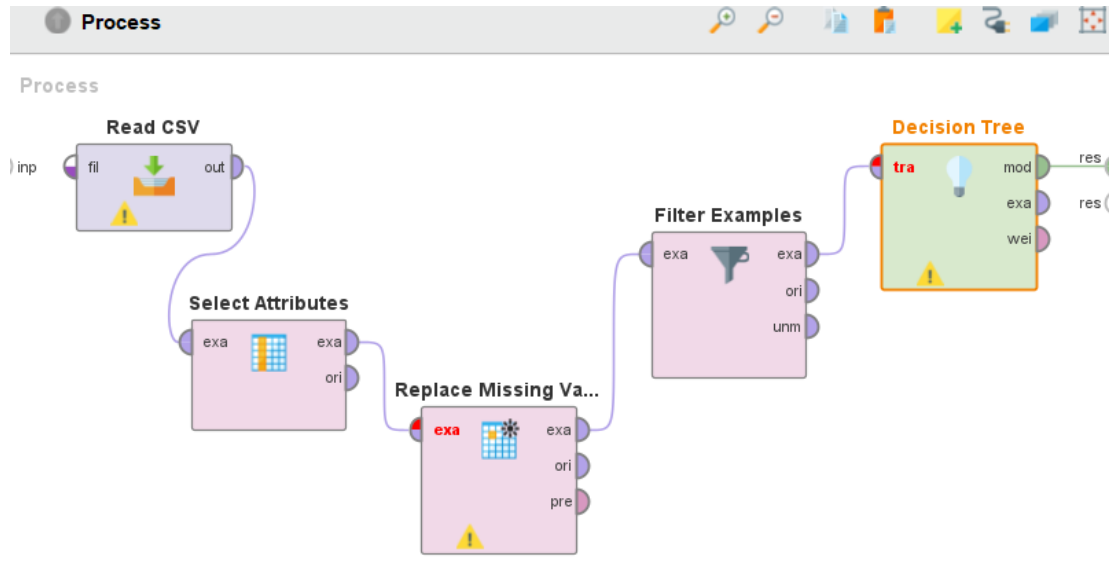 Process
Process
Read CSV
inp
fil
out
Select Attributes
exa
exa
ori
Replace Missing Va...
exa
exa
ori
pre
Filter Examples
exa
exa
ori
unm
Decision Tree
tra
mod
exa
wei
res
res